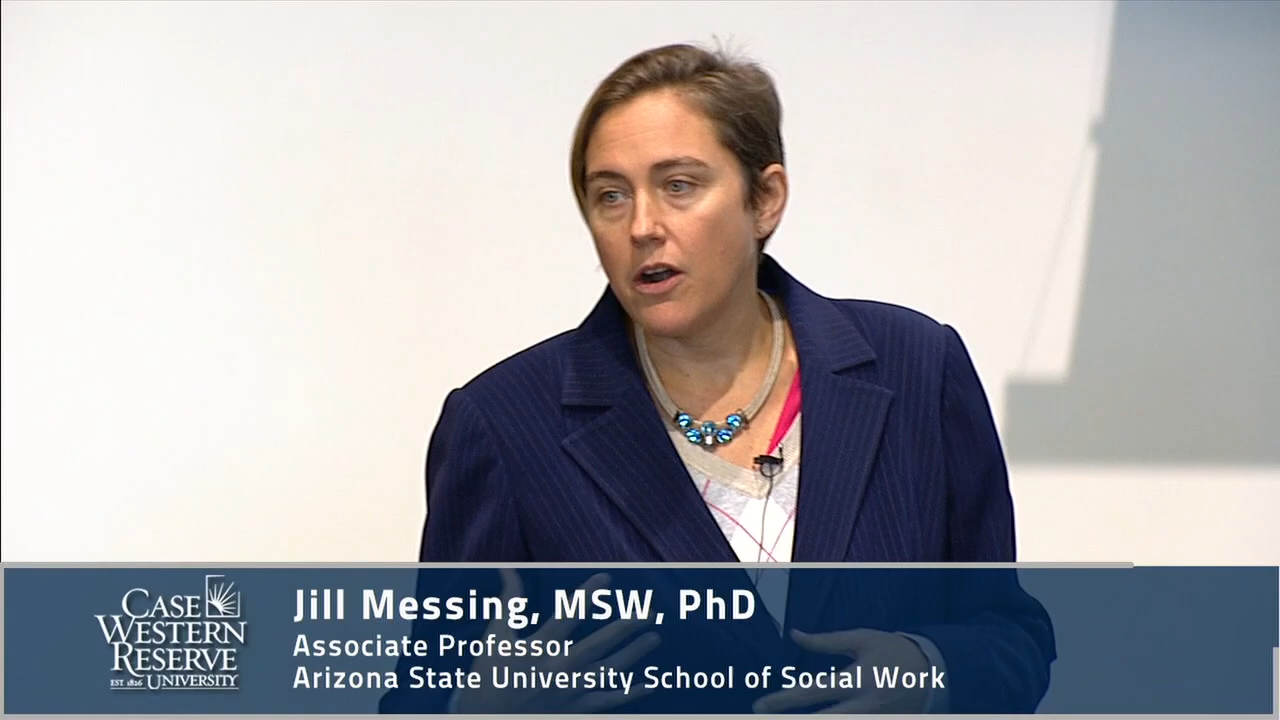 CASE
WESTERN
RESERVE
EST. 1826 UNIVERSITY
Jill Messing, MSW, PhD
Associate Professor
Arizona State University School of Social Work